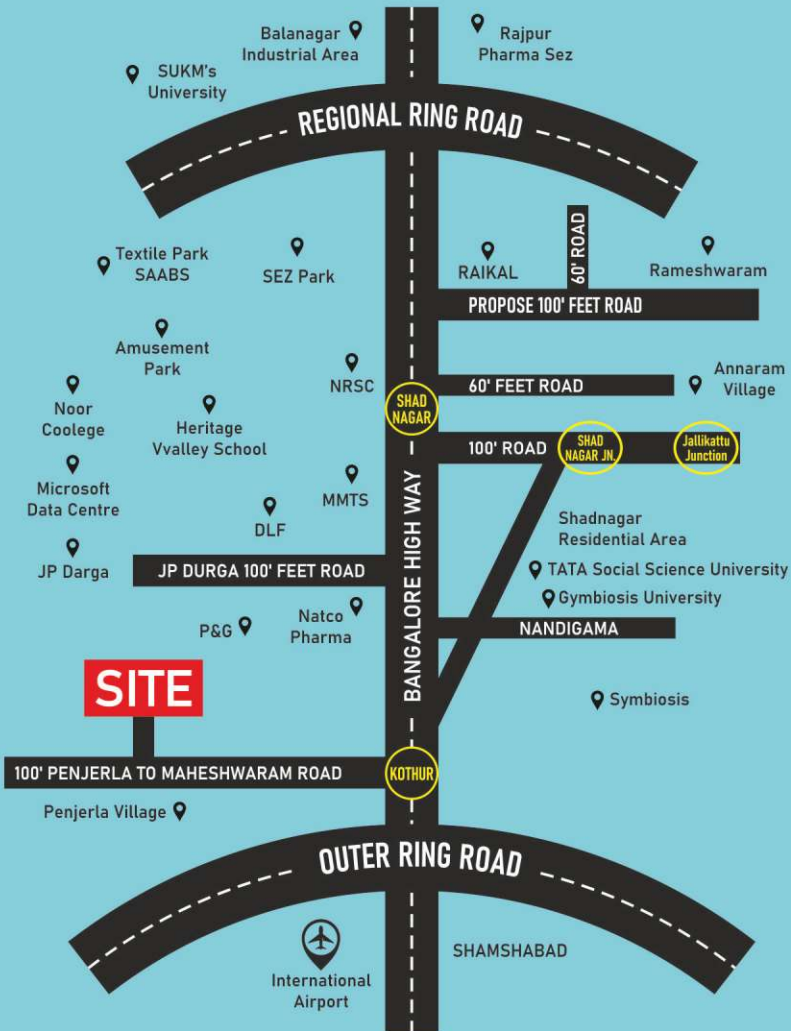 Balanagar
Industrial Area
Rajpur
Pharma Sez
SUKM's
University
REGIONAL RING ROAD
Textile Park
SAABS
SEZ Park
RAIKAL
60' ROAD
Rameshwaram
PROPOSE 100' FEET ROAD
Amusement
Park
NRSC
60' FEET ROAD
Annaram
Village
Noor
Coolege
Heritage
Vvalley School
SHAD
NAGAR
100' ROAD
SHAD
NAGAR JN.
Jallikattu
Junction
Microsoft
Data Centre
MMTS
DLF
BANGALORE HIGH WAY
Shadnagar
Residential Area
JP Darga
JP DURGA 100' FEET ROAD
TATA Social Science University
Gymbiosis University
P&G
Natco
Pharma
NANDIGAMA
SITE
Symbiosis
100' PENJERLA TO MAHESHWARAM ROAD
KOTHUR
Penjerla Village
OUTER RING ROAD
International
Airport
SHAMSHABAD